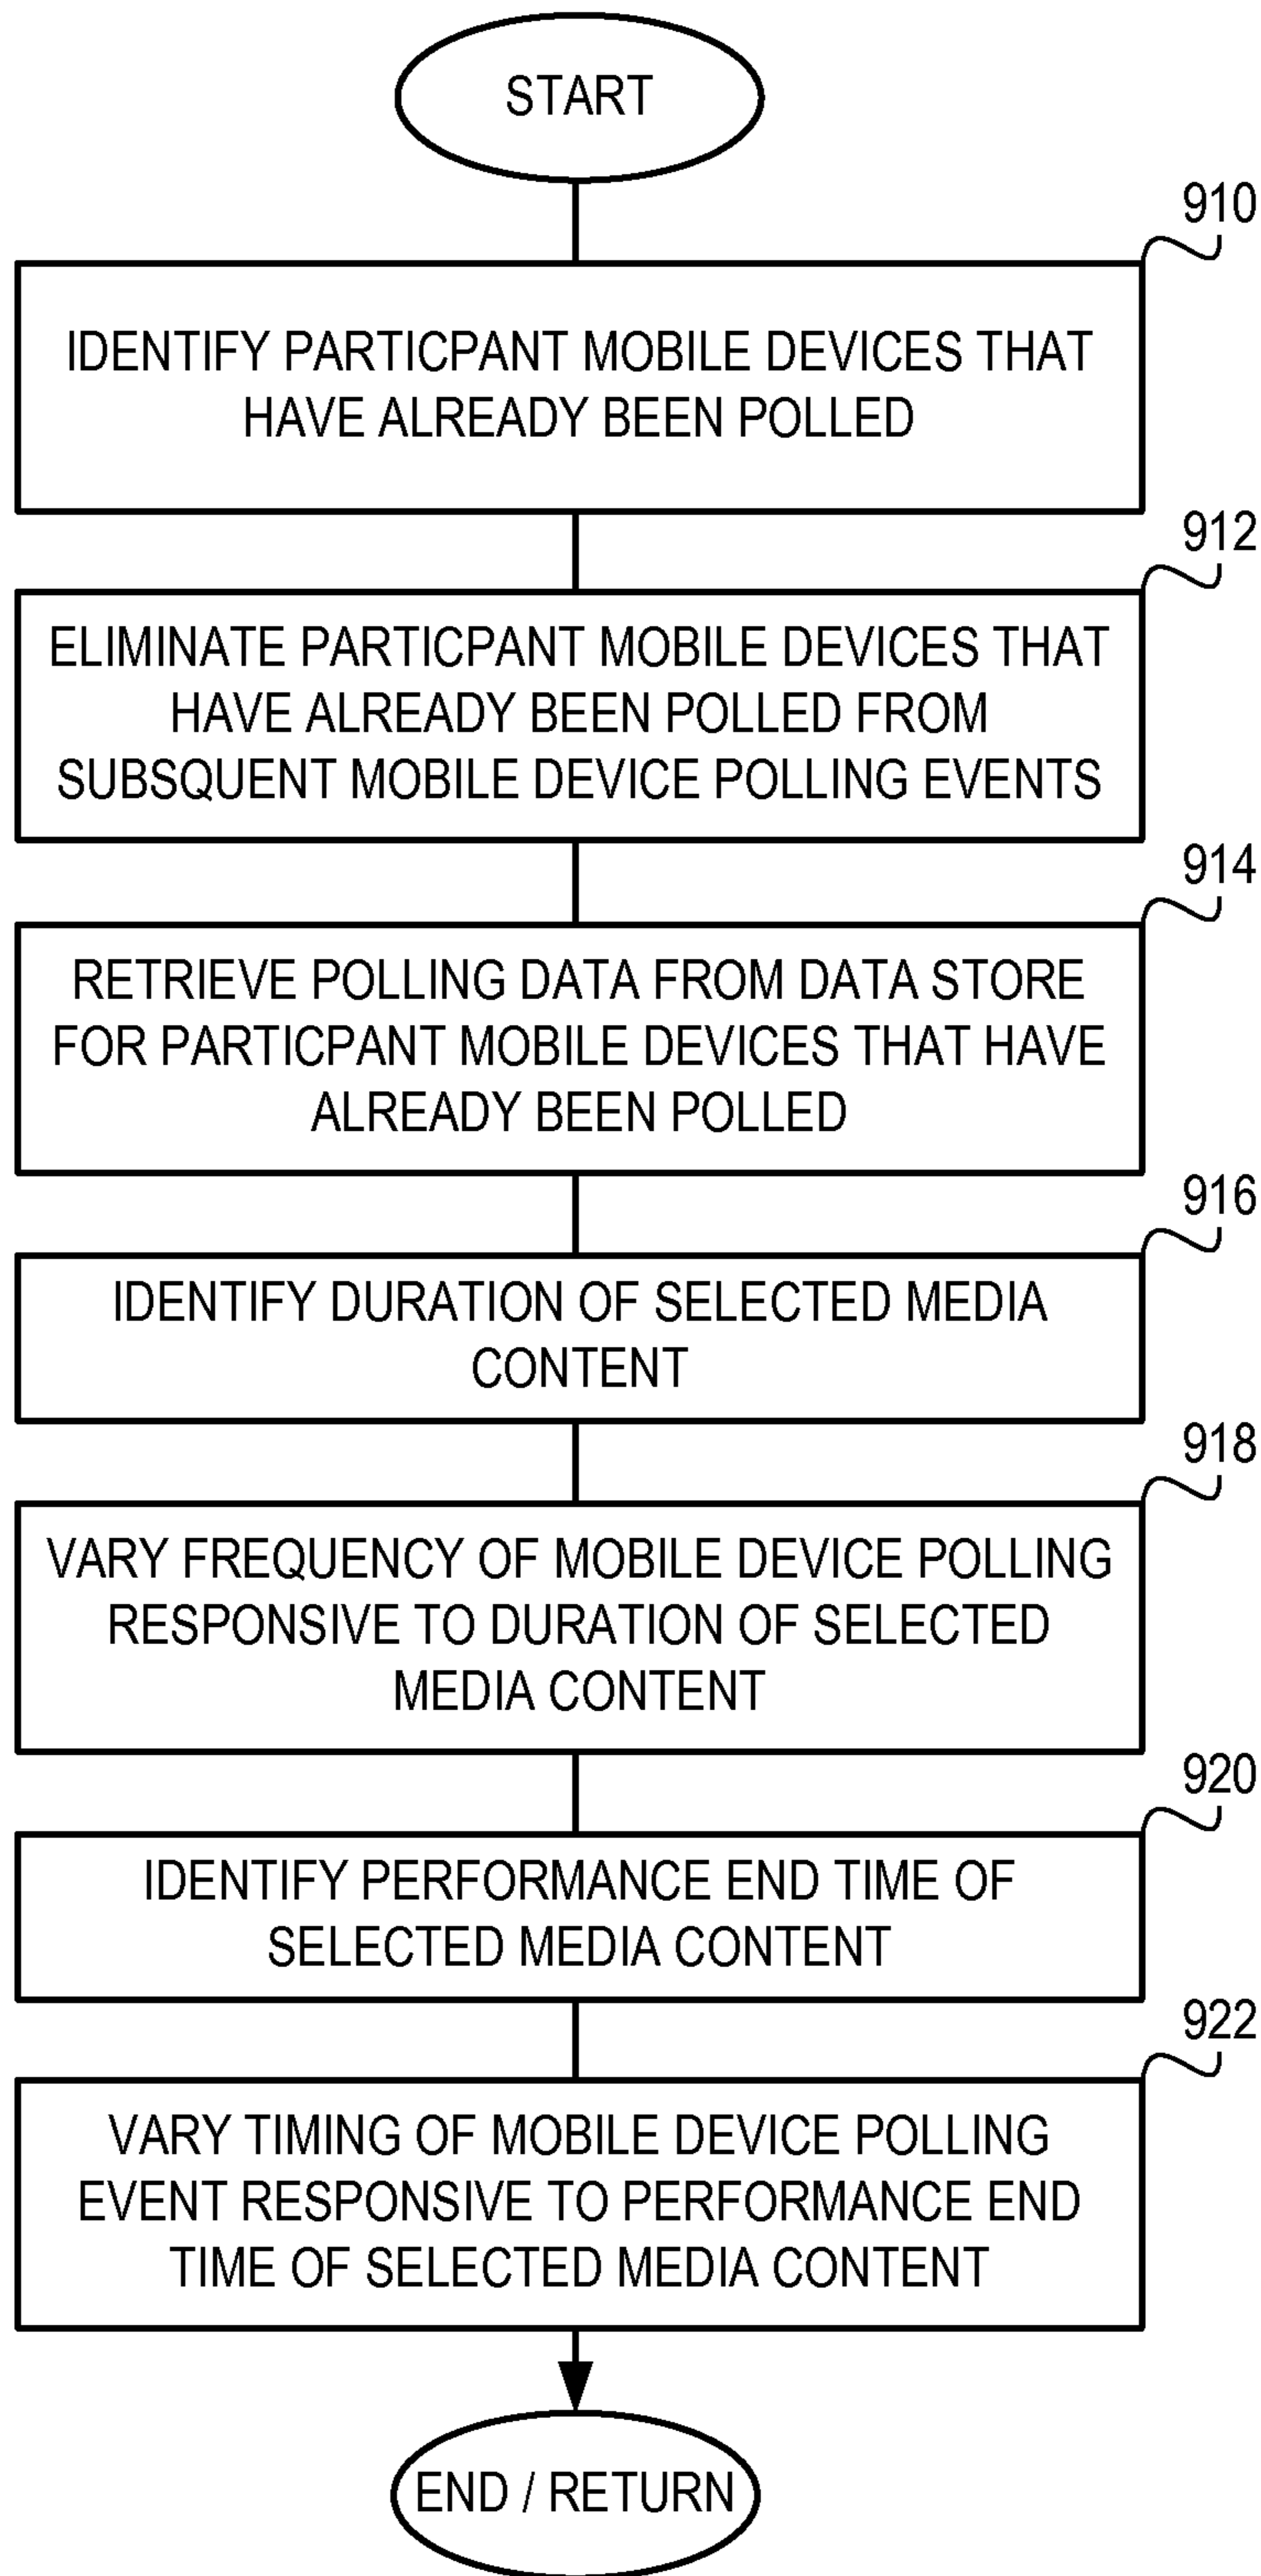 START
910
IDENTIFY PARTICPANT MOBILE DEVICES THAT
HAVE ALREADY BEEN POLLED
912
ELIMINATE PARTICPANT MOBILE DEVICES THAT
HAVE ALREADY BEEN POLLED FROM
SUBSQUENT MOBILE DEVICE POLLING EVENTS
914
RETRIEVE POLLING DATA FROM DATA STORE
FOR PARTICPANT MOBILE DEVICES THAT HAVE
ALREADY BEEN POLLED
916
IDENTIFY DURATION OF SELECTED MEDIA
CONTENT
918
VARY FREQUENCY OF MOBILE DEVICE POLLING
RESPONSIVE TO DURATION OF SELECTED
MEDIA CONTENT
920
IDENTIFY PERFORMANCE END TIME OF
SELECTED MEDIA CONTENT
922
VARY TIMING OF MOBILE DEVICE POLLING
EVENT RESPONSIVE TO PERFORMANCE END
TIME OF SELECTED MEDIA CONTENT
END / RETURN